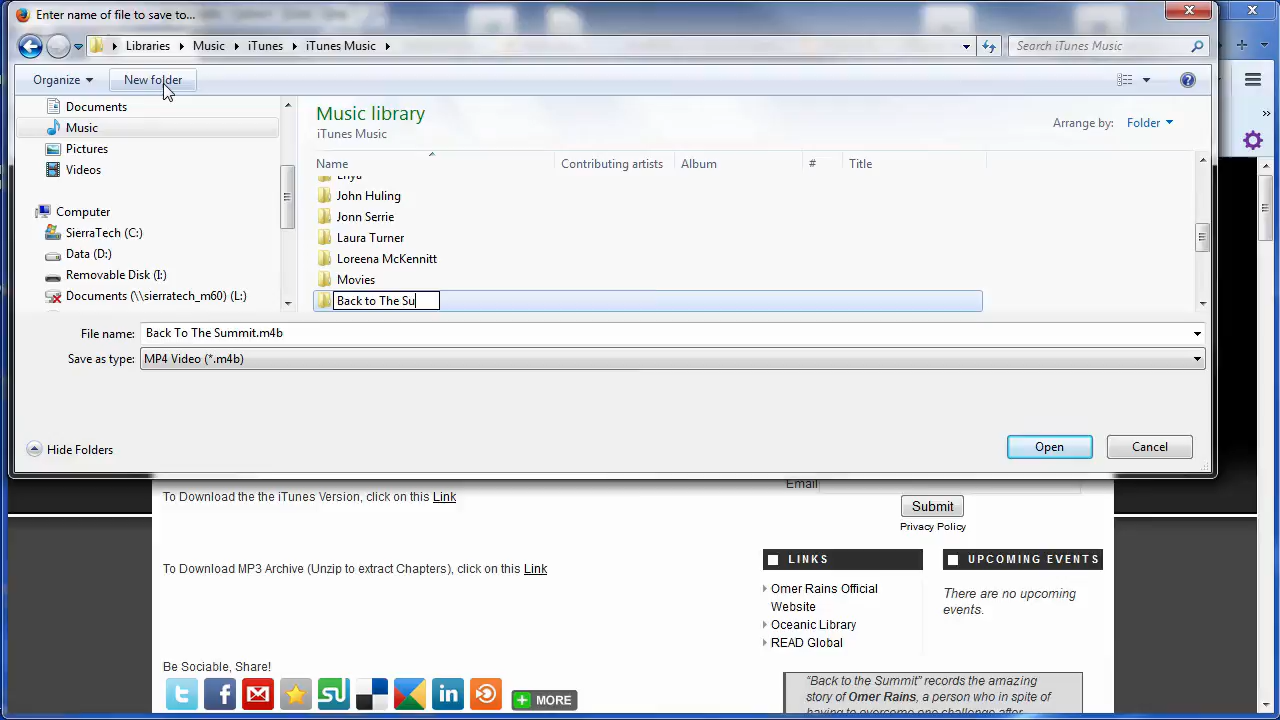 Enter name of file to save to...
Libraries Music iTunes iTunes Music
Search iTunes Music
Organize New folder
Documents
Music
Pictures
Videos
Computer
SierraTech (C:)
Data (D:)
Removable Disk (I:)
Documents (\\sierratech_m60) (L:)
Music library
iTunes Music
Arrange by: Folder
Name Contributing artists Album # Title
Enya
John Huling
Jonn Serrie
Laura Turner
Loreena McKennitt
Movies
Back to The Su
File name: Back To The Summit.m4b
Save as type: MP4 Video (*.m4b)
Hide Folders
Open Cancel
To Download the the iTunes Version, click on this Link
To Download MP3 Archive (Unzip to extract Chapters), click on this Link
Be Sociable, Share!
MORE
Email
Submit
Privacy Policy
LINKS
Omer Rains Official
Website
Oceanic Library
READ Global
UPCOMING EVENTS
There are no upcoming
events.
"Back to the Summit" records the amazing
story of Omer Rains, a person who in spite of
having to overcome one challenge after